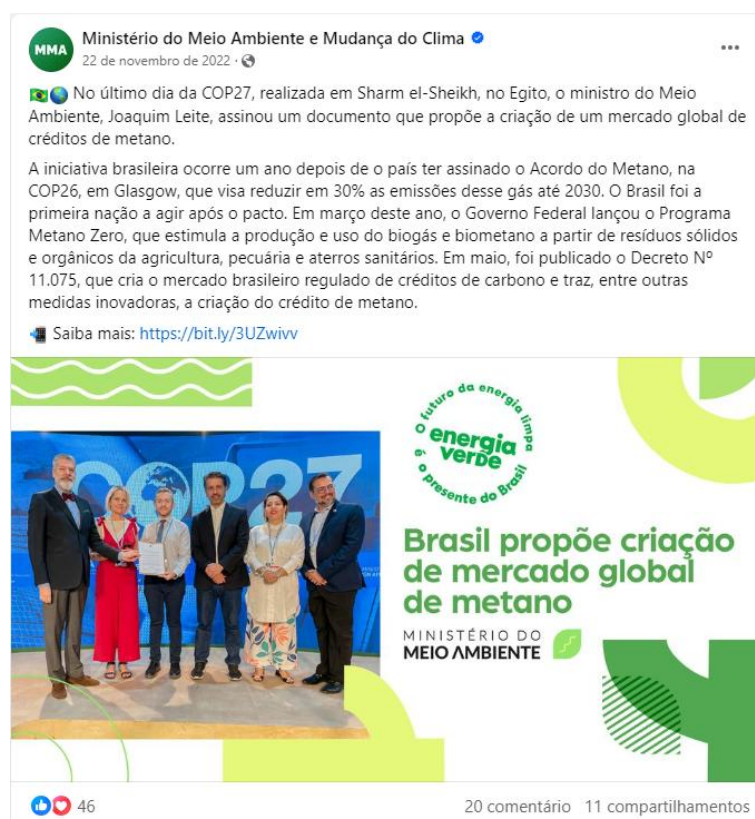 MMA
Ministério do Meio Ambiente e Mudança do Clima
22 de novembro de 2022 ·
🇧🇷🌎 No último dia da COP27, realizada em Sharm el-Sheikh, no Egito, o ministro do Meio
Ambiente, Joaquim Leite, assinou um documento que propõe a criação de um mercado global de
créditos de metano.
A iniciativa brasileira ocorre um ano depois de o país ter assinado o Acordo do Metano, na
COP26, em Glasgow, que visa reduzir em 30% as emissões desse gás até 2030. O Brasil foi a
primeira nação a agir após o pacto. Em março deste ano, o Governo Federal lançou o Programa
Metano Zero, que estimula a produção e uso do biogás e biometano a partir de resíduos sólidos
e orgânicos da agricultura, pecuária e aterros sanitários. Em maio, foi publicado o Decreto Nº
11.075, que cria o mercado brasileiro regulado de créditos de carbono e traz, entre outras
medidas inovadoras, a criação do crédito de metano.
📲 Saiba mais: https://bit.ly/3UZwivv
COP27
O futuro da energia limpa
energia
verde
é o presente do Brasil
Brasil propõe criação
de mercado global
de metano
MINISTÉRIO DO
MEIO AMBIENTE
46
20 comentário 11 compartilhamentos